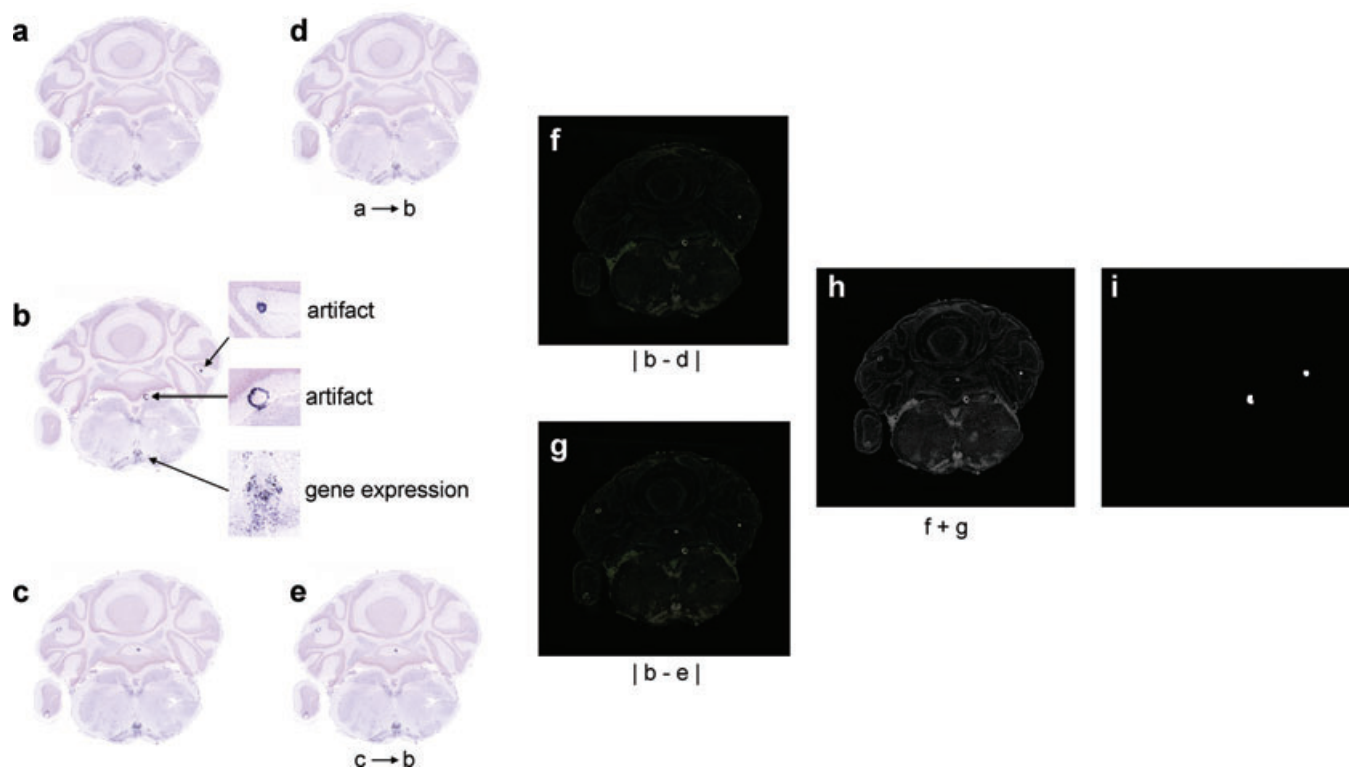 a
d
a → b
b
artifact
artifact
gene expression
c
e
c → b
f
| b - d |
g
| b - e |
h
f + g
i